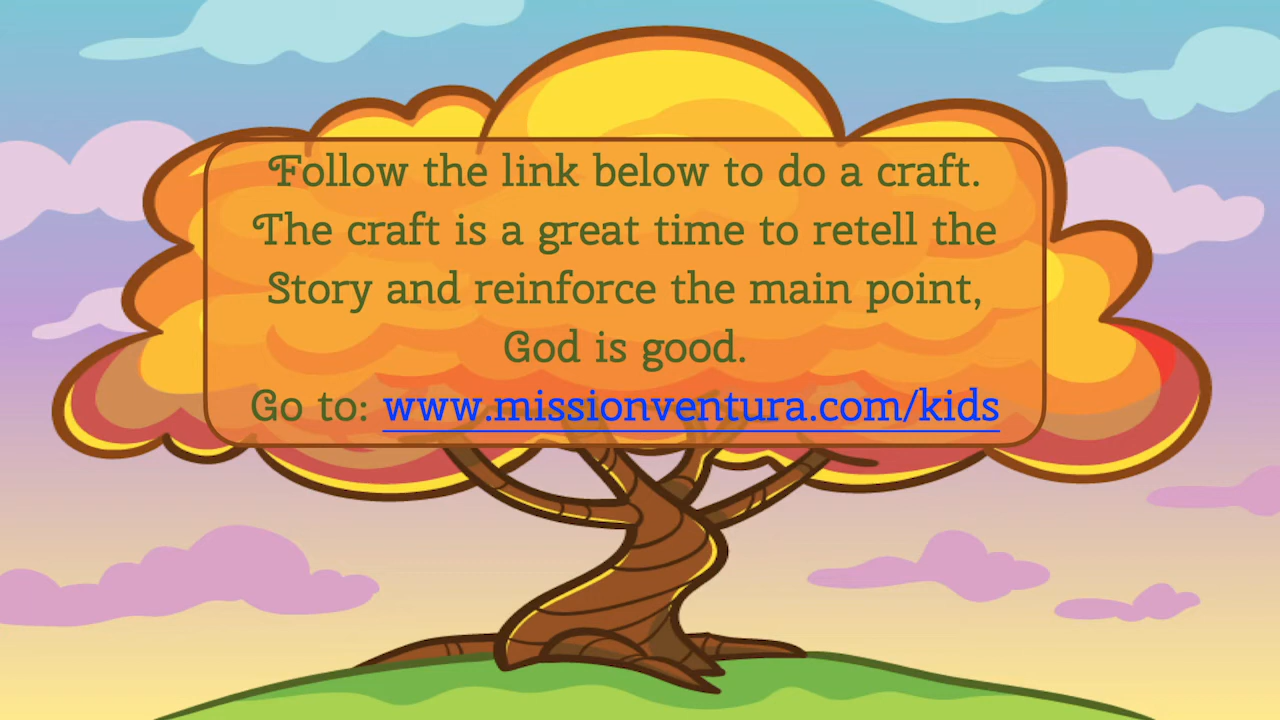 Follow the link below to do a craft.
The craft is a great time to retell the
Story and reinforce the main point,
God is good.
Go to: www.missionventura.com/kids